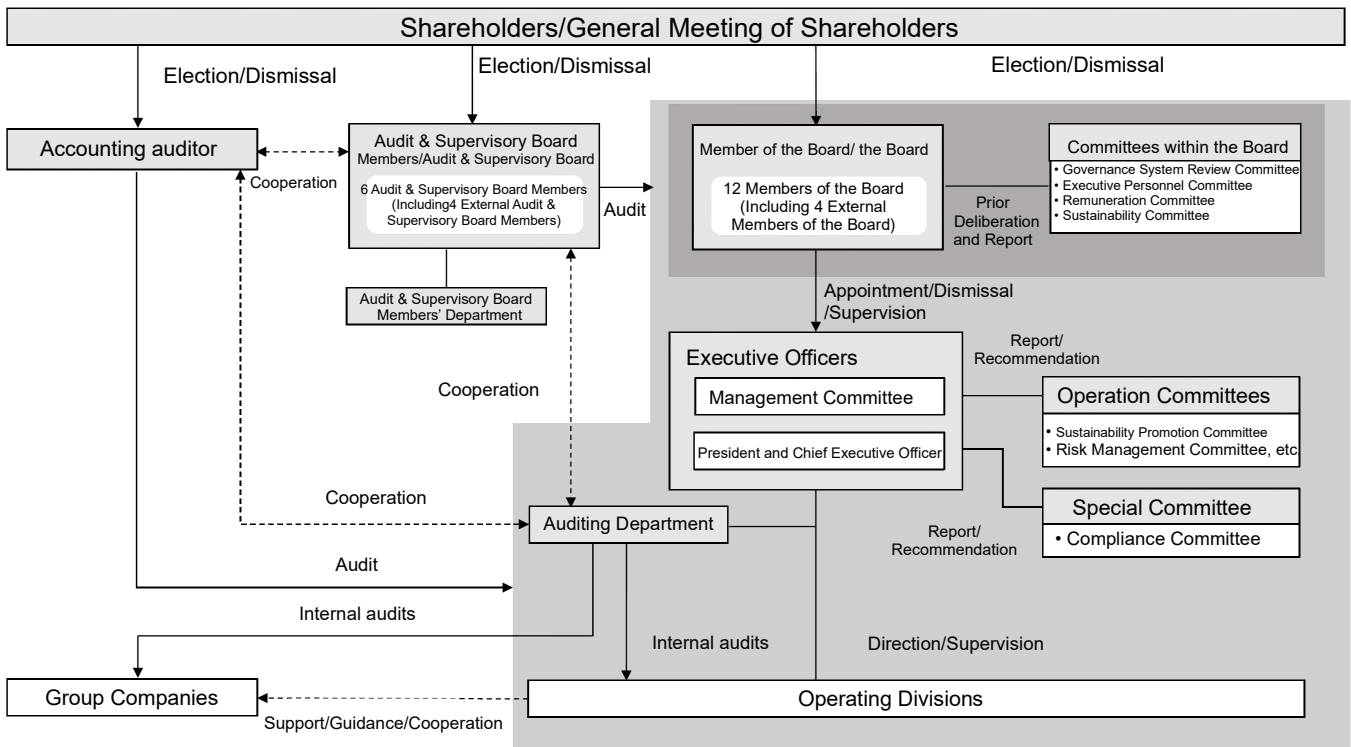 Shareholders/General Meeting of Shareholders
Election/Dismissal
Election/Dismissal
Election/Dismissal
Accounting auditor
Cooperation
Audit & Supervisory Board
Members/Audit & Supervisory Board
6 Audit & Supervisory Board Members
(Including4 External Audit &
Supervisory Board Members)
Audit
Audit & Supervisory Board
Members' Department
Member of the Board/ the Board
12 Members of the Board
(Including 4 External
Members of the Board)
Prior
Deliberation
and Report
Committees within the Board
• Governance System Review Committee
• Executive Personnel Committee
• Remuneration Committee
• Sustainability Committee
Appointment/Dismissal
/Supervision
Executive Officers
Management Committee
President and Chief Executive Officer
Report/
Recommendation
Operation Committees
• Sustainability Promotion Committee
• Risk Management Committee, etc.
Special Committee
• Compliance Committee
Report/
Recommendation
Cooperation
Cooperation
Auditing Department
Audit
Internal audits
Internal audits
Direction/Supervision
Group Companies
Support/Guidance/Cooperation
Operating Divisions